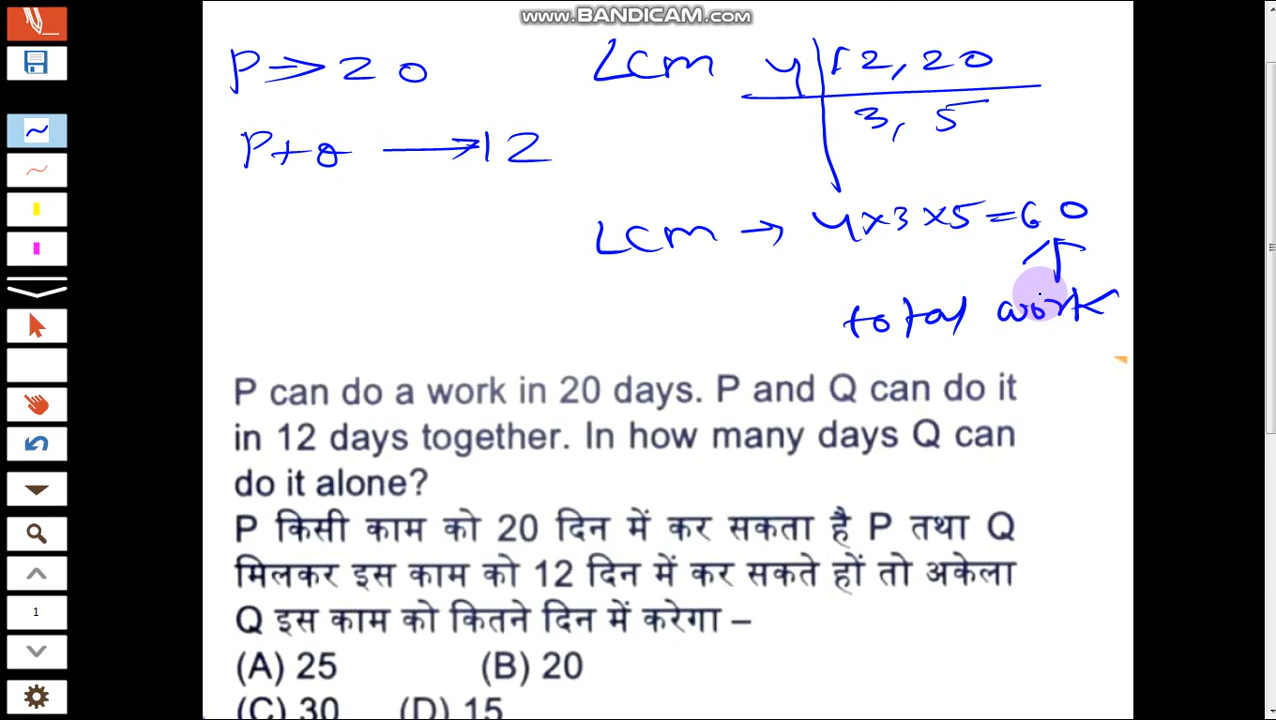 www.BANDICAM.com
P → 20
P+Q → 12
LCM 4 | 12, 20
3, 5
LCM → 4×3×5=60
total work
P can do a work in 20 days. P and Q can do it
in 12 days together. In how many days Q can
do it alone?
P किसी काम को 20 दिन में कर सकता है P तथा Q
मिलकर इस काम को 12 दिन में कर सकते हों तो अकेला
Q इस काम को कितने दिन में करेगा –
(A) 25 (B) 20
(C) 30 (D) 15
1